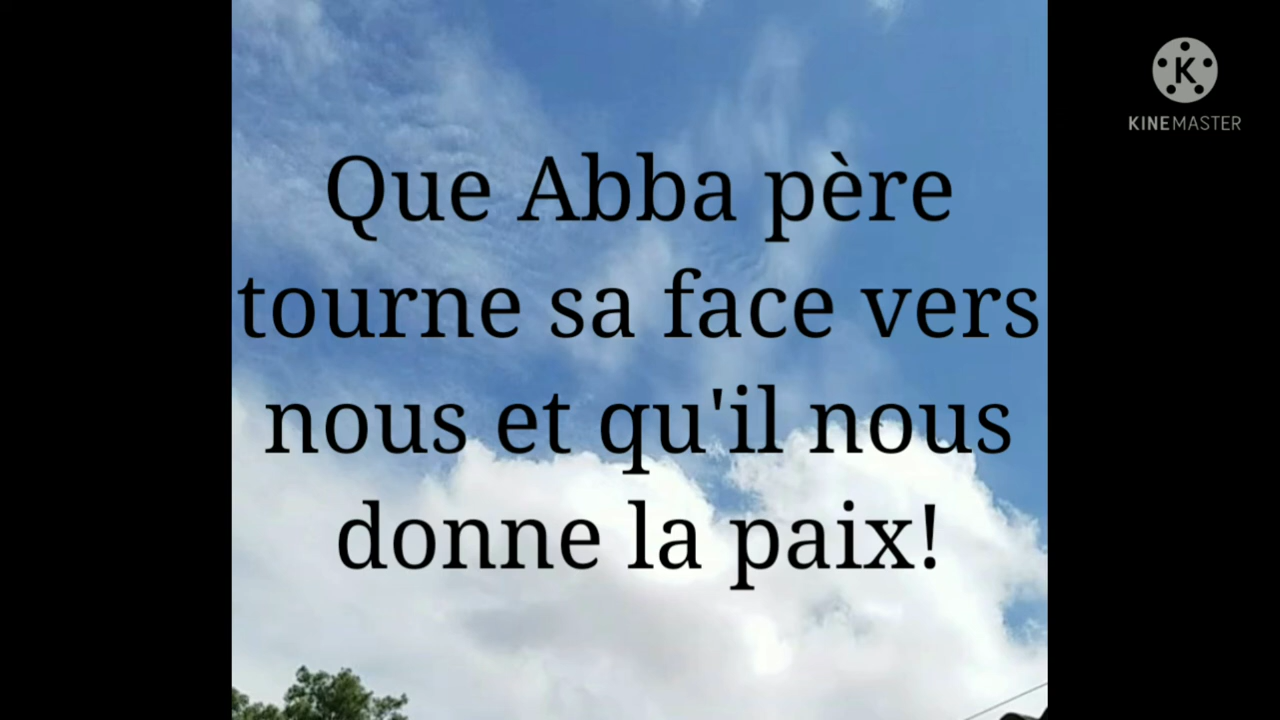 Que Abba père
tourne sa face vers
nous et qu'il nous
donne la paix!
K
KINEMASTER